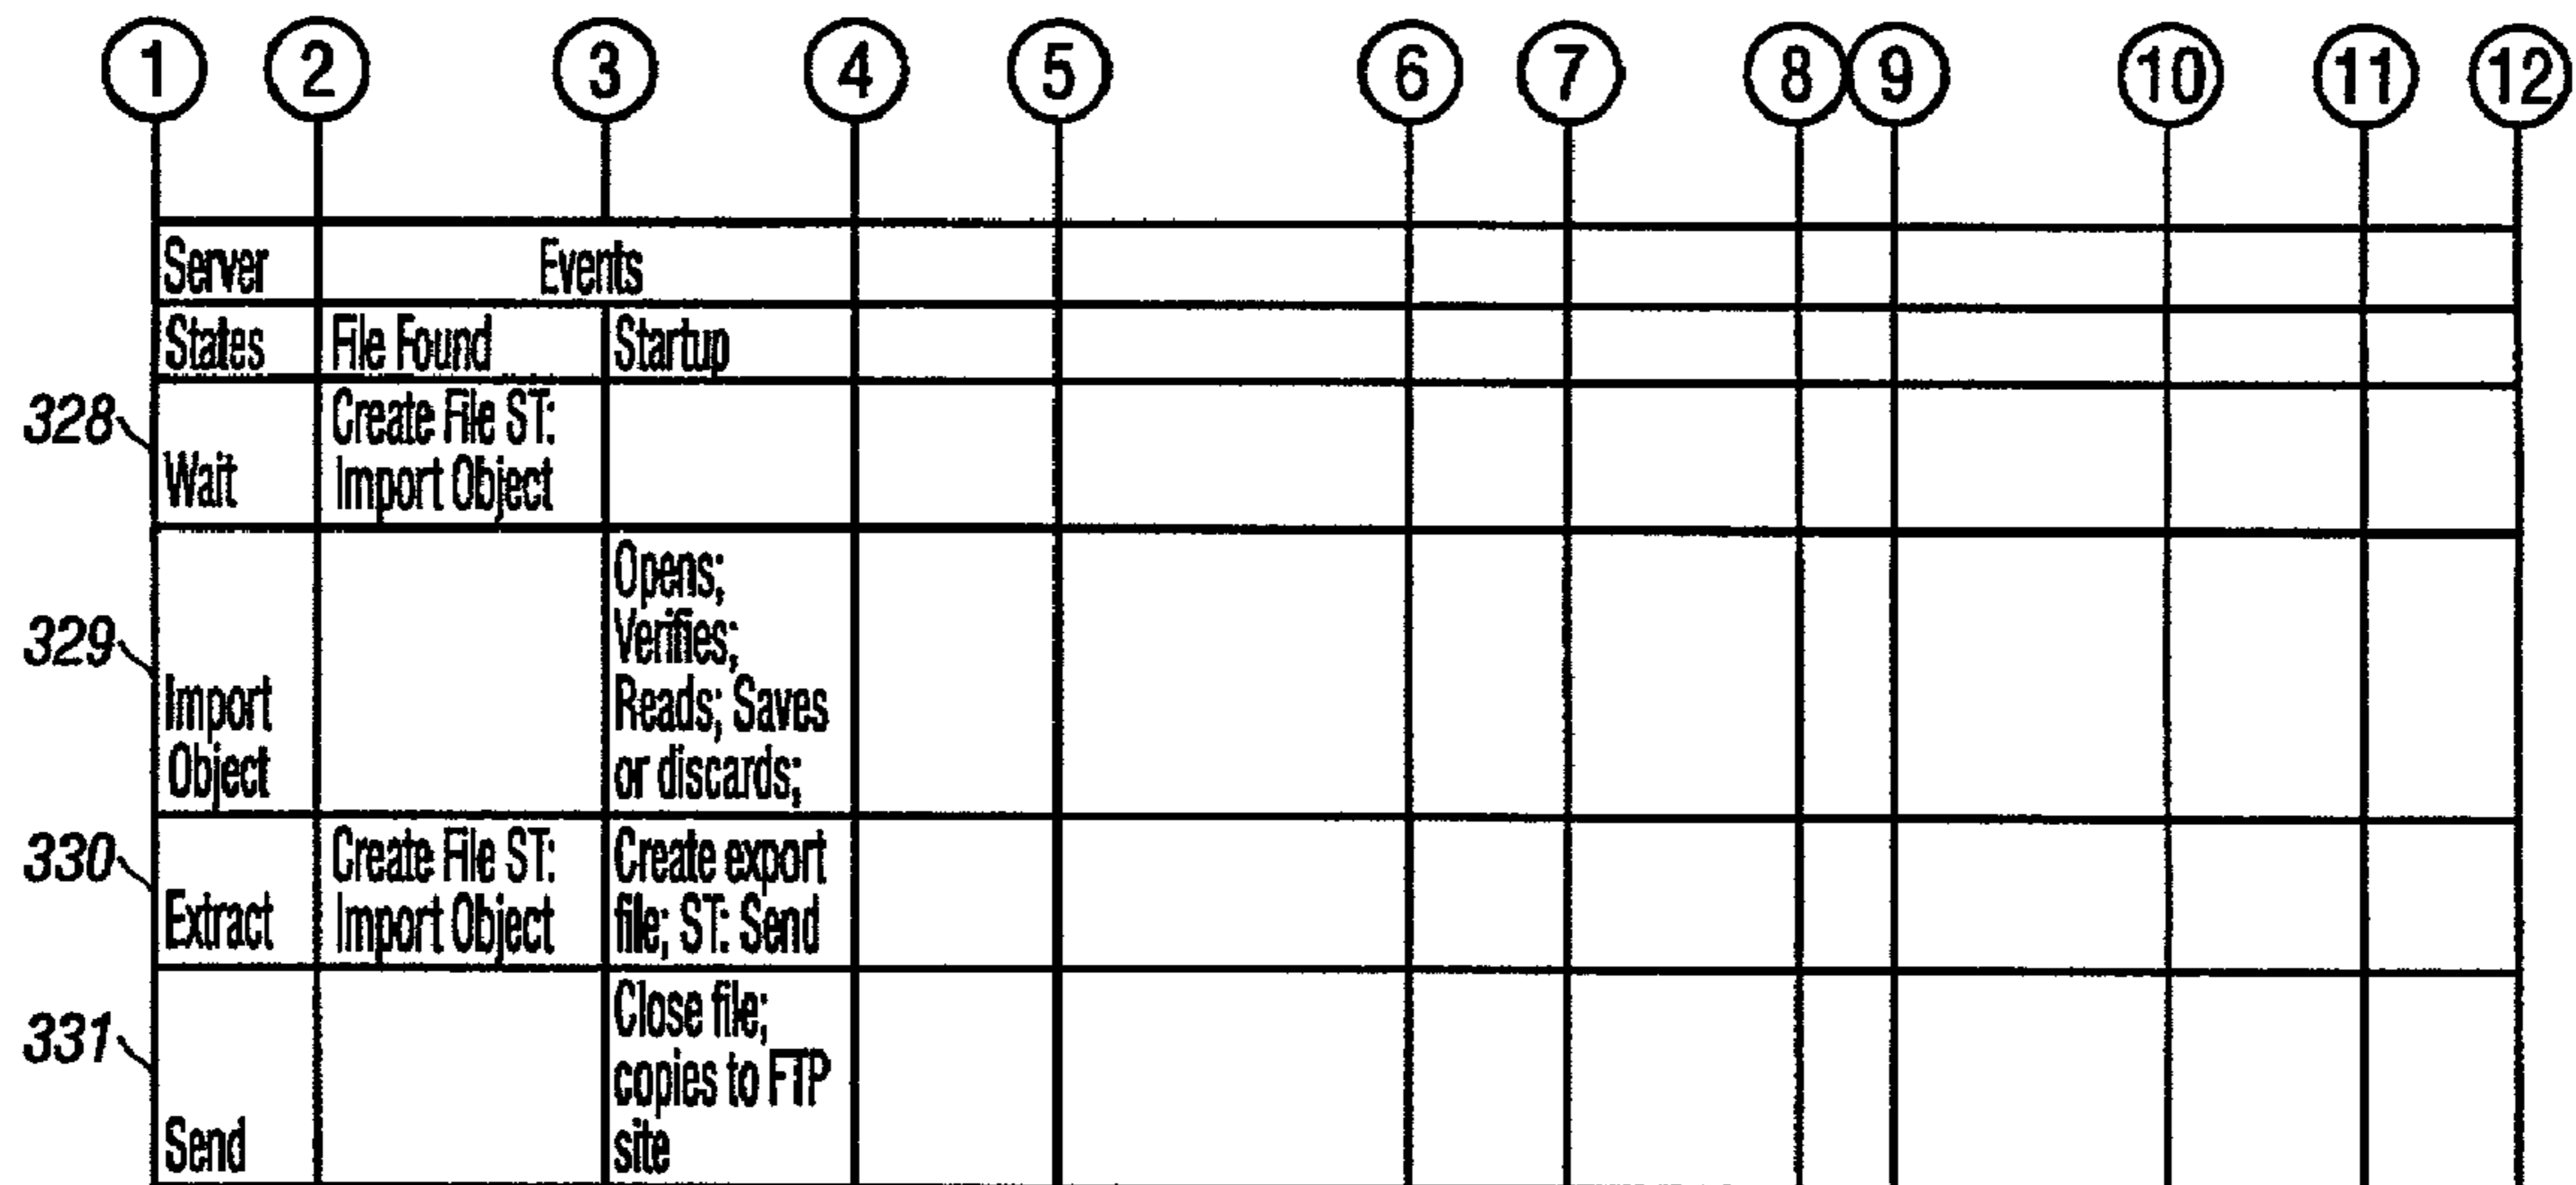 1 2 3 4 5 6 7 8 9 10 11 12
Server Events
States File Found Startup
328
Wait
Create File ST:
Import Object
329
Import
Object
Opens;
Verifies;
Reads; Saves
or discards;
330
Extract
Create File ST:
Import Object
Create export
file; ST: Send
331
Send
Close file;
copies to FTP
site